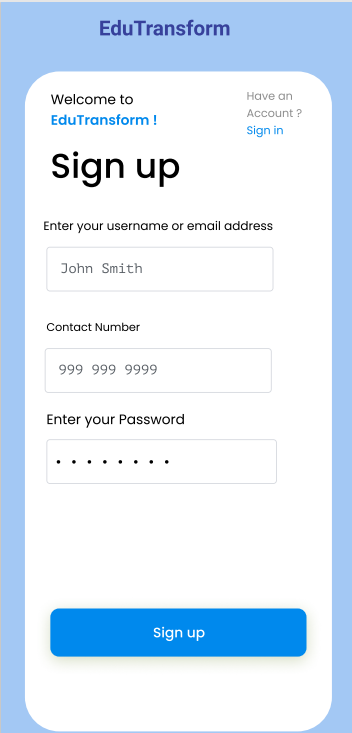 EduTransform
Welcome to
EduTransform !
Have an
Account ?
Sign in
Sign up
Enter your username or email address
John Smith
Contact Number
999 999 9999
Enter your Password
• • • • • • • •
Sign up